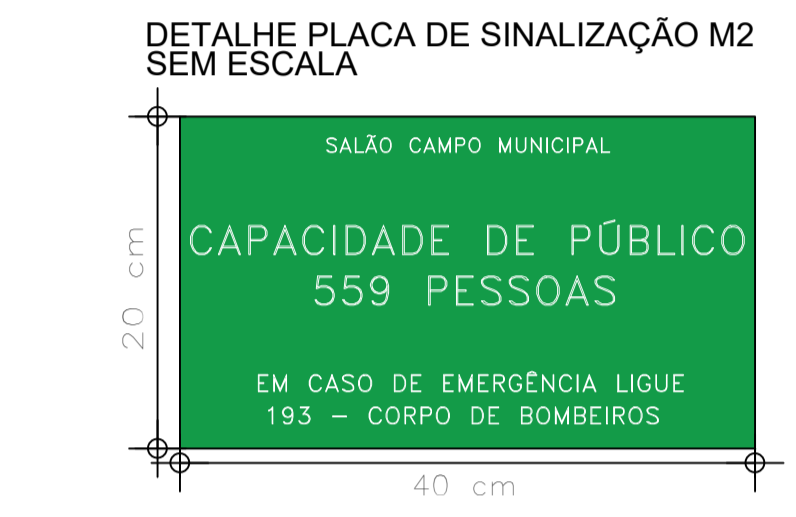 DETALHE PLACA DE SINALIZAÇÃO M2
SEM ESCALA
SALÃO CAMPO MUNICIPAL
CAPACIDADE DE PÚBLICO
559 PESSOAS
EM CASO DE EMERGÊNCIA LIGUE
193 – CORPO DE BOMBEIROS
20 cm
40 cm